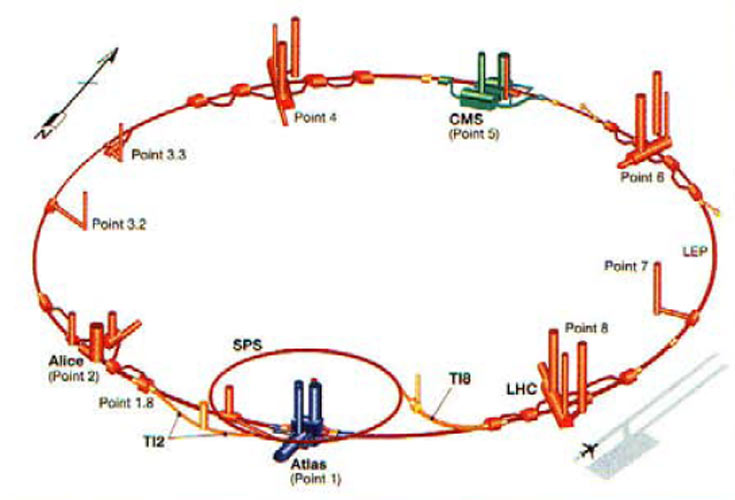 Point 4
CMS
(Point 5)
Point 3.3
Point 6
Point 3.2
LEP
Point 7
Point 8
SPS
Alice
(Point 2)
TI8
LHC
Point 1.8
TI2
Atlas
(Point 1)